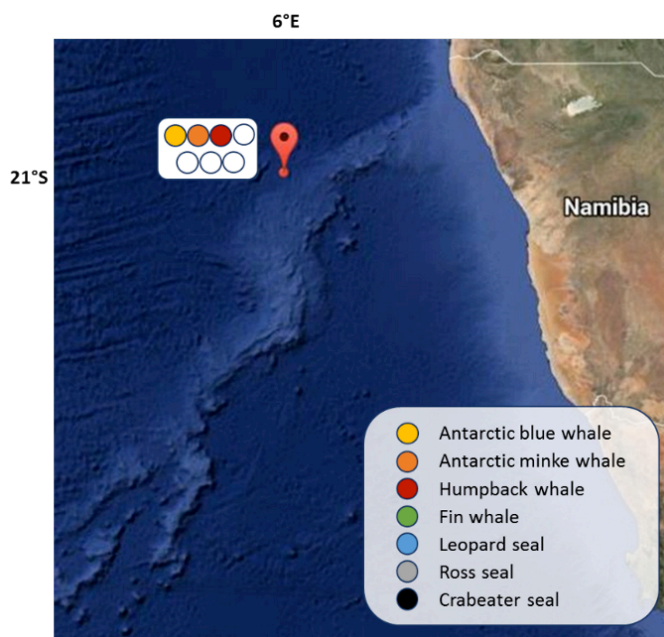 6°E
21°S
Namibia
Antarctic blue whale
Antarctic minke whale
Humpback whale
Fin whale
Leopard seal
Ross seal
Crabeater seal